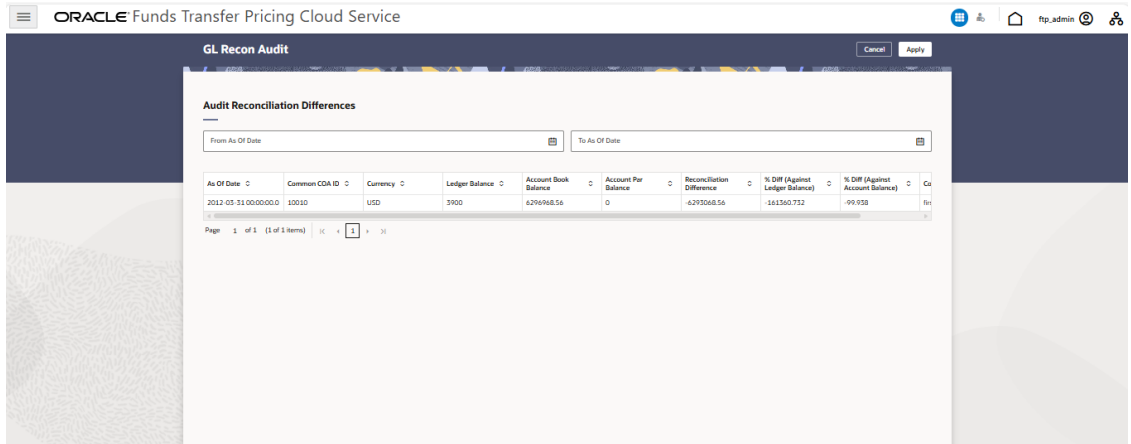 ORACLE® Funds Transfer Pricing Cloud Service
ftp_admin
GL Recon Audit
Cancel
Apply
Audit Reconciliation Differences
From As Of Date
To As Of Date
As Of Date Common COA ID Currency Ledger Balance Account Book Balance Account Par Balance Reconciliation Difference % Diff (Against Ledger Balance) % Diff (Against Account Balance) Co
2012-03-31 00:00:00.0 10010 USD 3900 6296968.56 0 -6293068.56 -161360.732 -99.938
Page 1 of 1 (1 of 1 items) 1